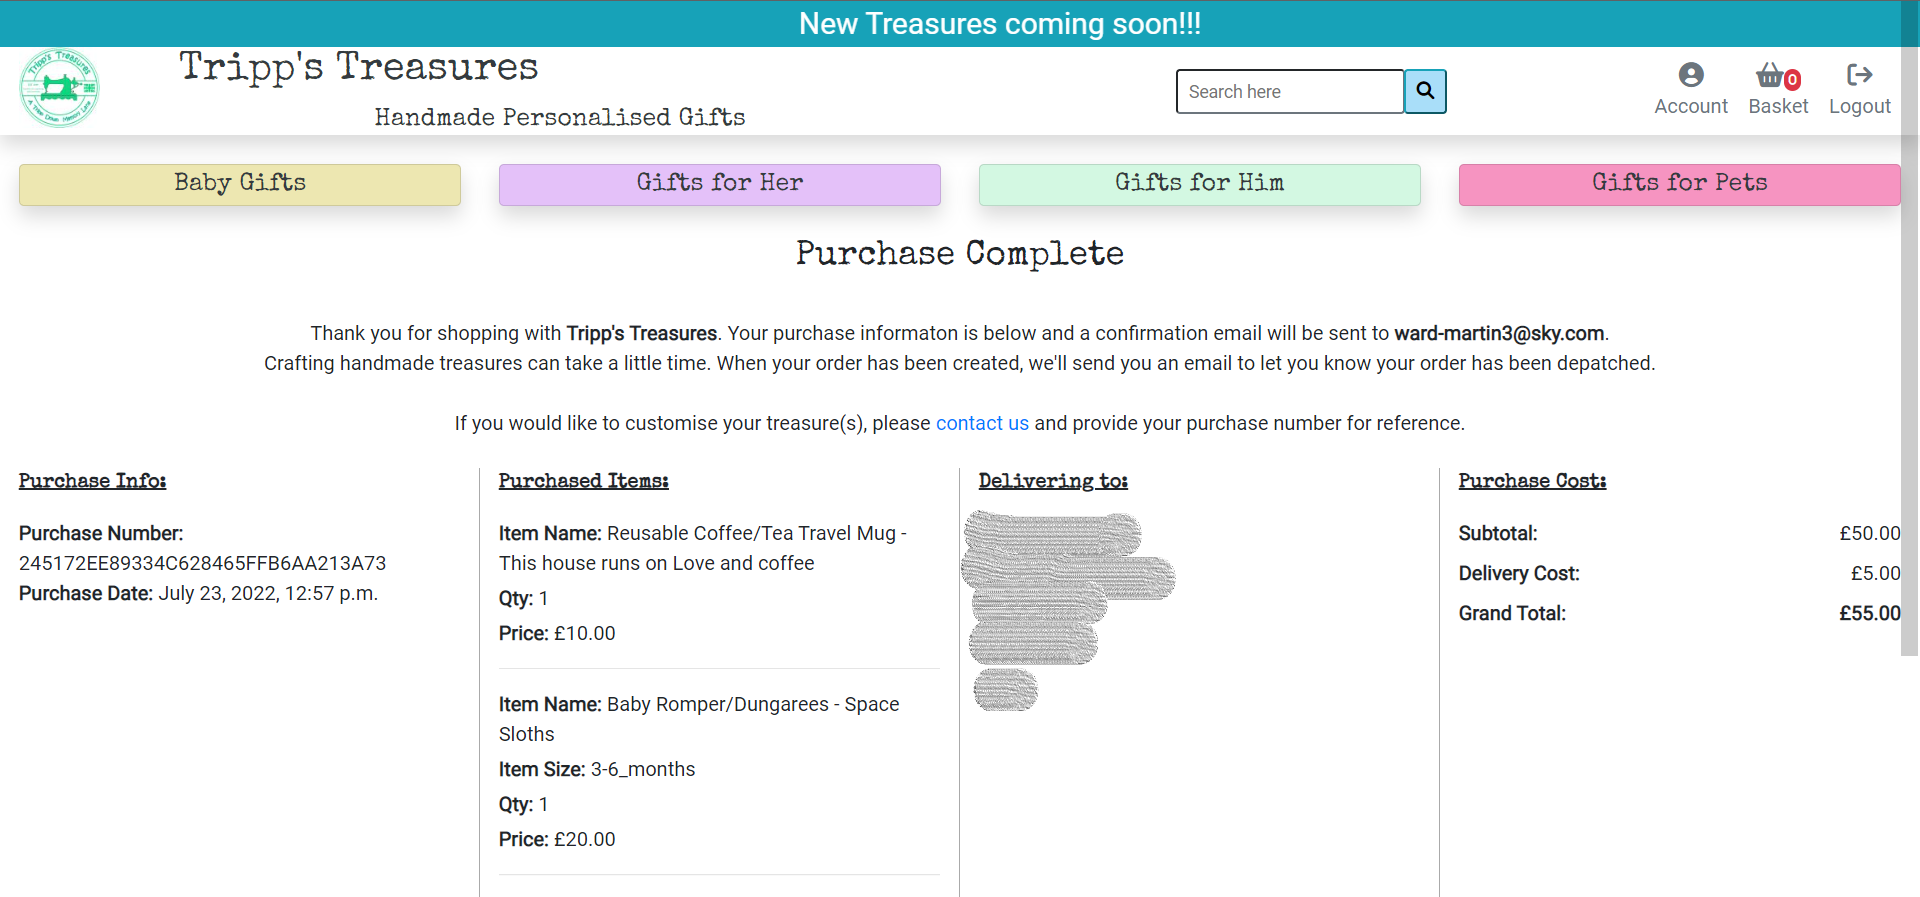 New Treasures coming soon!!!
Tripp's Treasures
Tripp's Treasures
Handmade Personalised Gifts
Search here
0
Account
Basket
Logout
Baby Gifts
Gifts for Her
Gifts for Him
Gifts for Pets
Purchase Complete
Thank you for shopping with Tripp's Treasures. Your purchase informaton is below and a confirmation email will be sent to ward-martin3@sky.com.
Crafting handmade treasures can take a little time. When your order has been created, we'll send you an email to let you know your order has been depatched.
If you would like to customise your treasure(s), please contact us and provide your purchase number for reference.
Purchase Info:
Purchase Number:
245172EE89334C628465FFB6AA213A73
Purchase Date: July 23, 2022, 12:57 p.m.
Purchased Items:
Item Name: Reusable Coffee/Tea Travel Mug -
This house runs on Love and coffee
Qty: 1
Price: £10.00
Item Name: Baby Romper/Dungarees - Space
Sloths
Item Size: 3-6_months
Qty: 1
Price: £20.00
Delivering to:
Purchase Cost:
Subtotal: £50.00
Delivery Cost: £5.00
Grand Total: £55.00